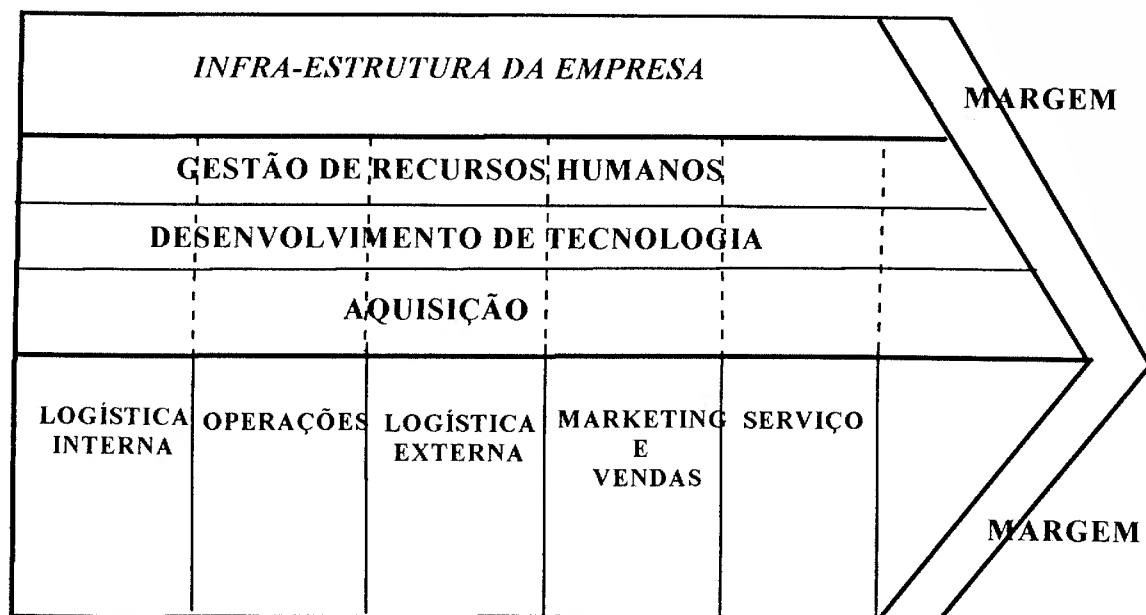 INFRA-ESTRUTURA DA EMPRESA
MARGEM
GESTÃO DE RECURSOS HUMANOS
DESENVOLVIMENTO DE TECNOLOGIA
AQUISIÇÃO
LOGÍSTICA
INTERNA
OPERAÇÕES
LOGÍSTICA
EXTERNA
MARKETING
E
VENDAS
SERVIÇO
MARGEM